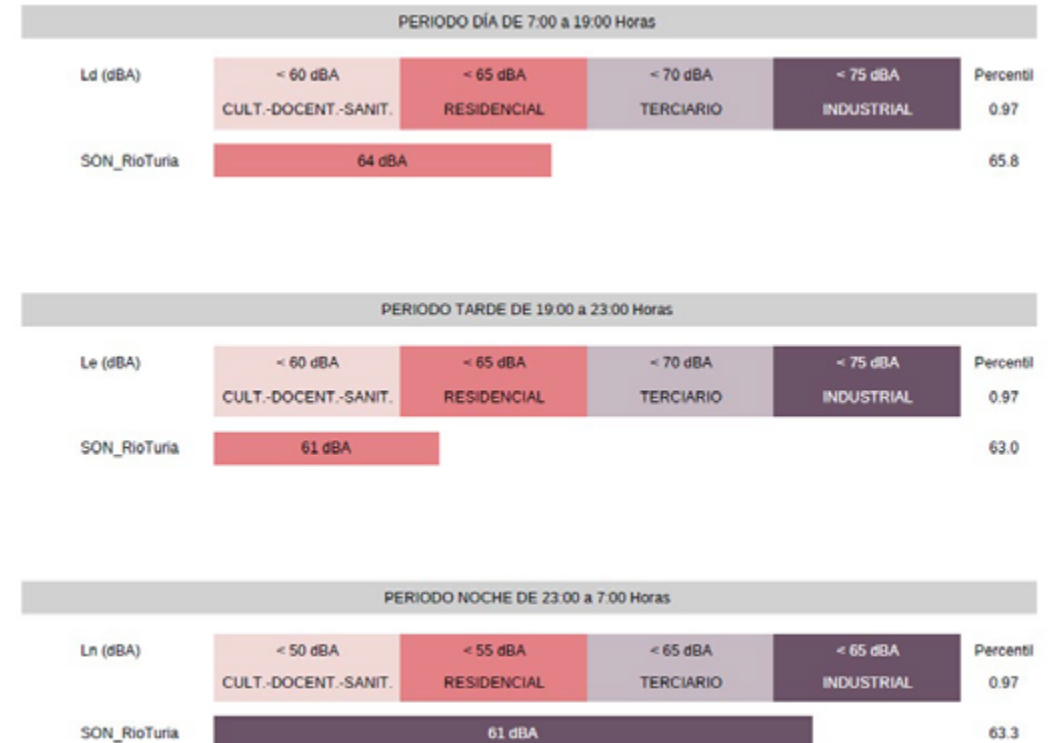 PERIODO DÍA DE 7:00 a 19:00 Horas
Ld (dBA) < 60 dBA < 65 dBA < 70 dBA < 75 dBA Percentil
CULT.-DOCENT.-SANIT. RESIDENCIAL TERCIARIO INDUSTRIAL 0.97
SON_RioTuria 64 dBA 65.8
PERIODO TARDE DE 19:00 a 23:00 Horas
Le (dBA) < 60 dBA < 65 dBA < 70 dBA < 75 dBA Percentil
CULT.-DOCENT.-SANIT. RESIDENCIAL TERCIARIO INDUSTRIAL 0.97
SON_RioTuria 61 dBA 63.0
PERIODO NOCHE DE 23:00 a 7:00 Horas
Ln (dBA) < 50 dBA < 55 dBA < 65 dBA < 65 dBA Percentil
CULT.-DOCENT.-SANIT. RESIDENCIAL TERCIARIO INDUSTRIAL 0.97
SON_RioTuria 61 dBA 63.3